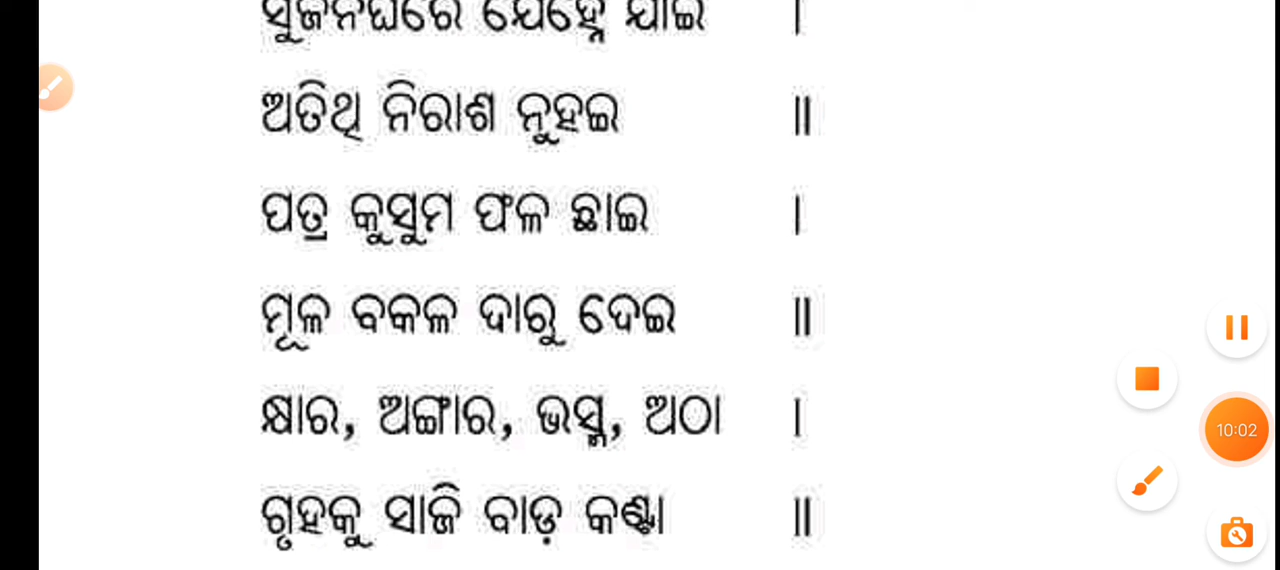 ସୁଜନଘରେ ଯେହ୍ନେ ଯାଇ ।
ଅତିଥି ନିରାଶ ନୁହଇ ॥
ପତ୍ର କୁସୁମ ଫଳ ଛାଇ ।
ମୂଳ ବକଳ ଦାରୁ ଦେଇ ॥
କ୍ଷାର, ଅଙ୍ଗାର, ଭସ୍ମ, ଅଠା ।
ଗୃହକୁ ସାଜି ବାଡ଼ କଣ୍ଟା ॥
10:02